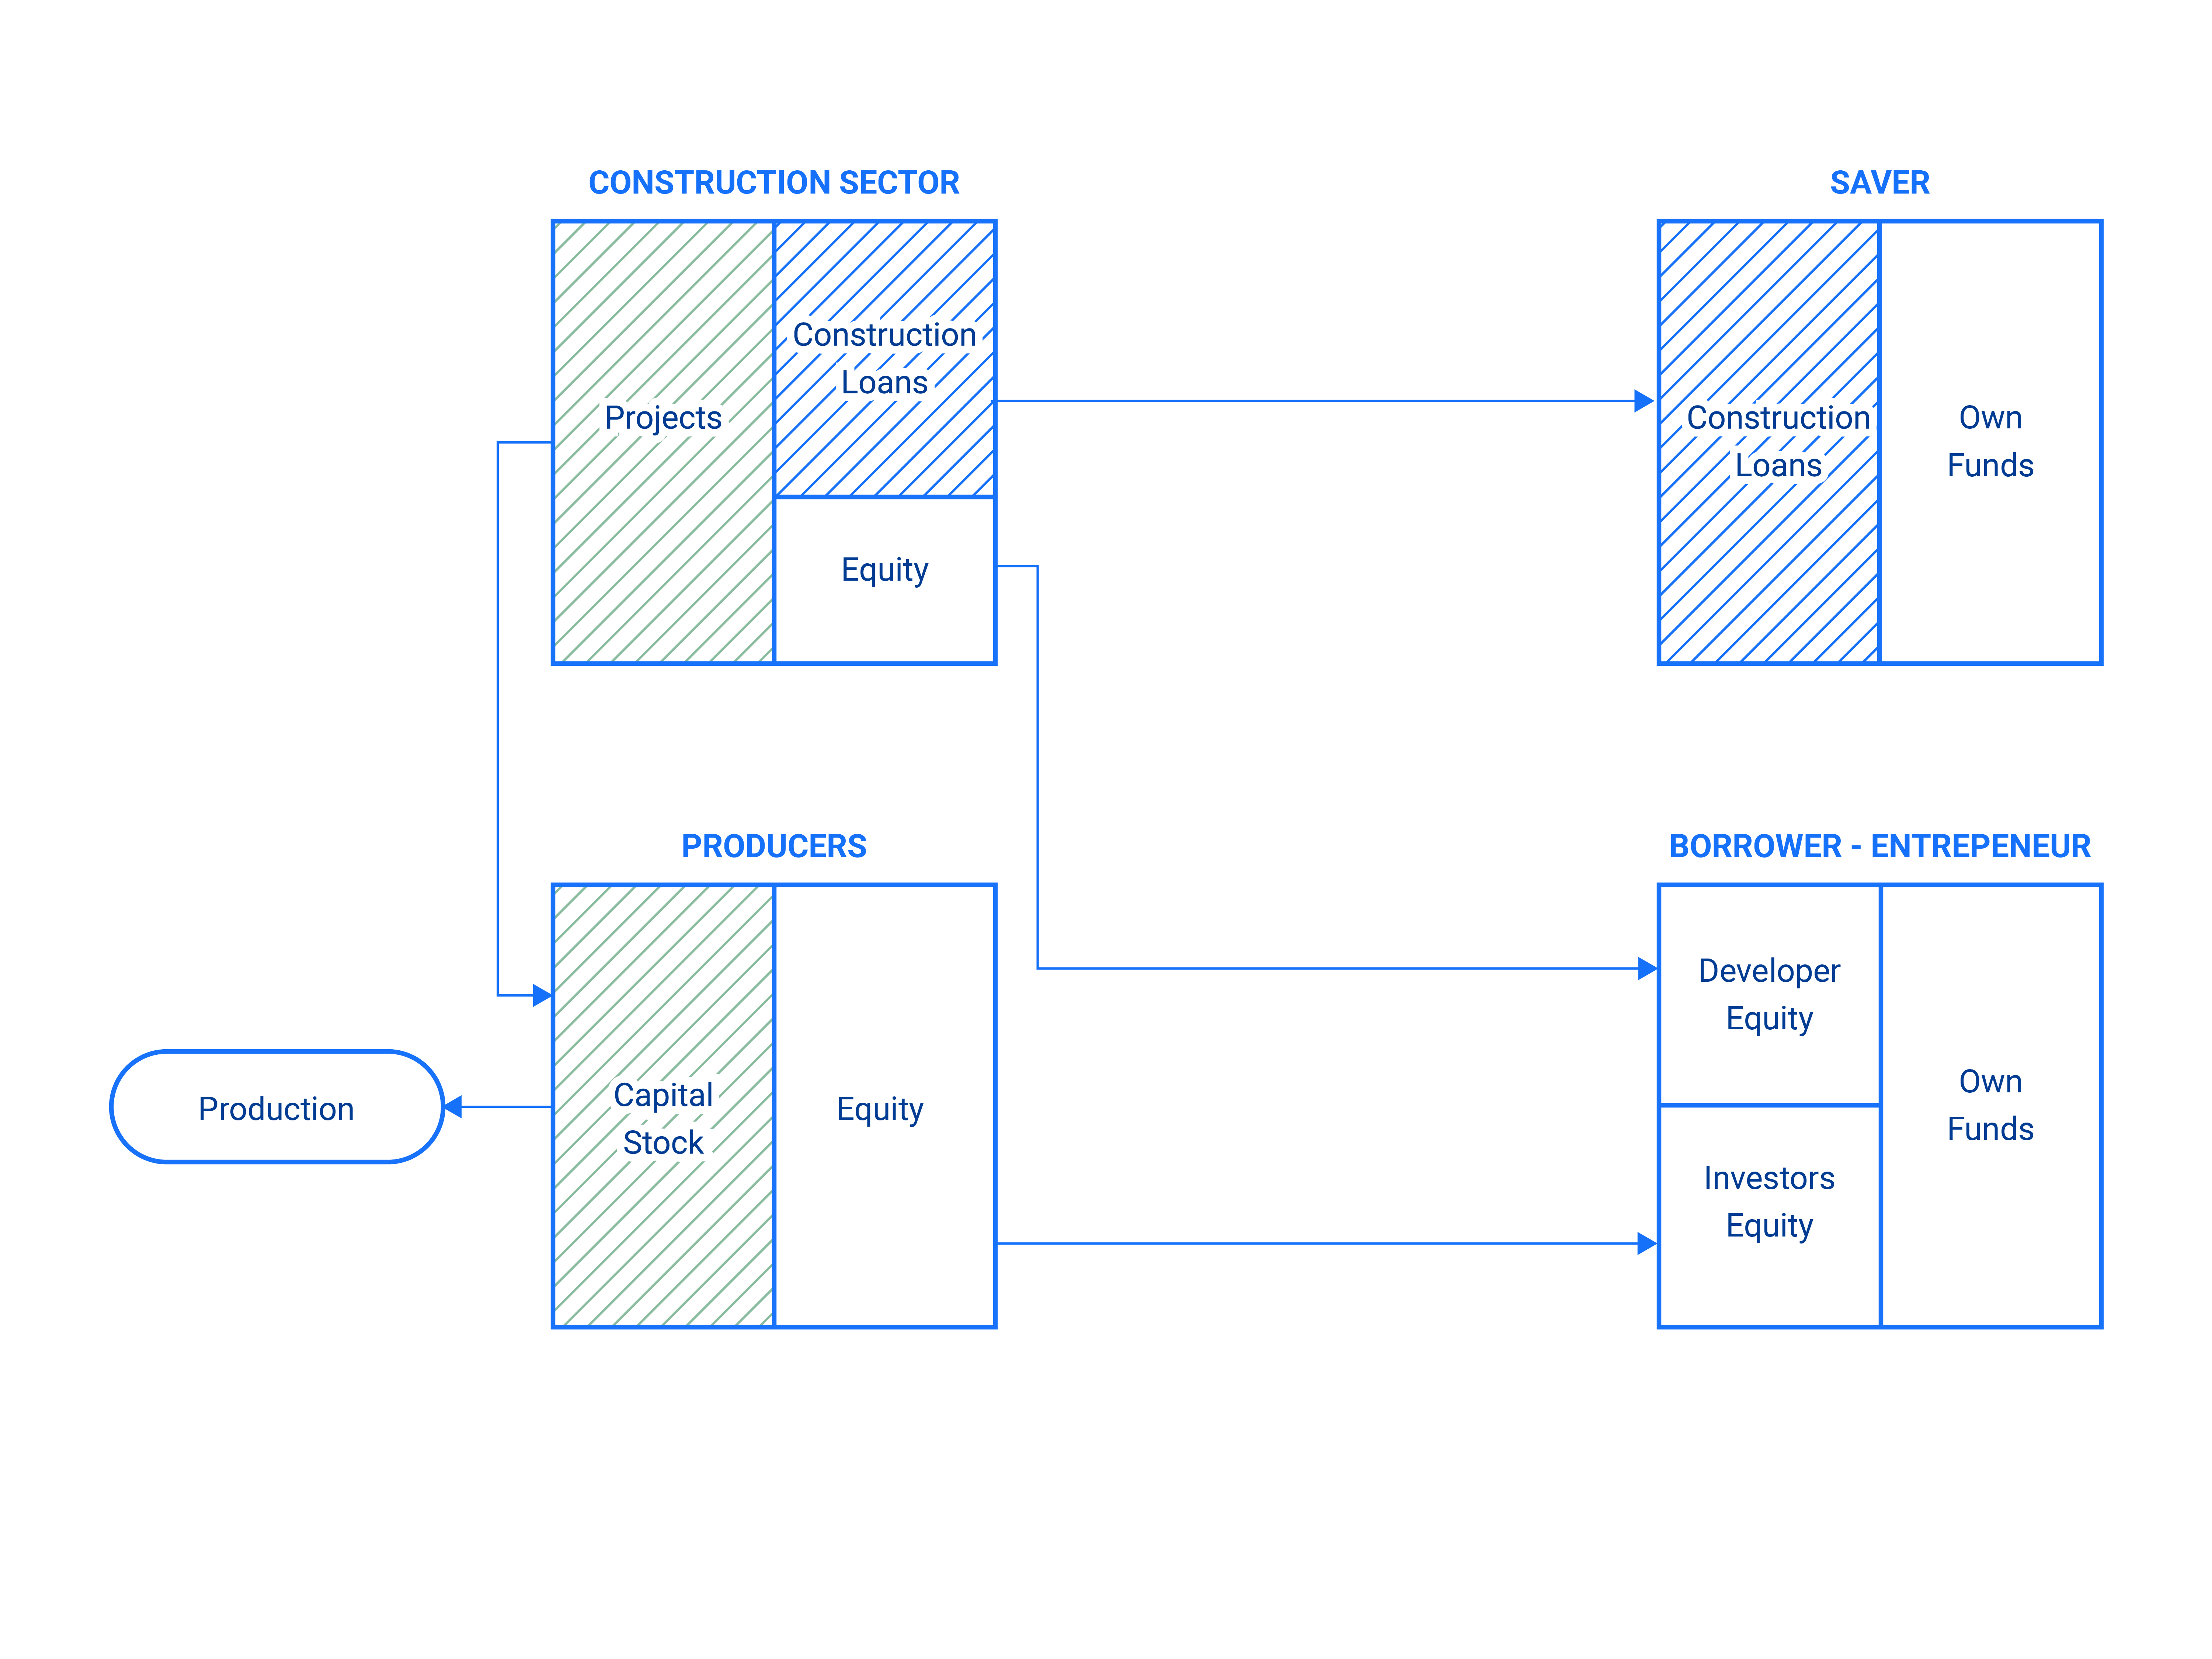 CONSTRUCTION SECTOR
SAVER
Projects
Construction
Loans
Equity
Construction
Loans
Own
Funds
PRODUCERS
BORROWER - ENTREPENEUR
Production
Capital
Stock
Equity
Developer
Equity
Investors
Equity
Own
Funds